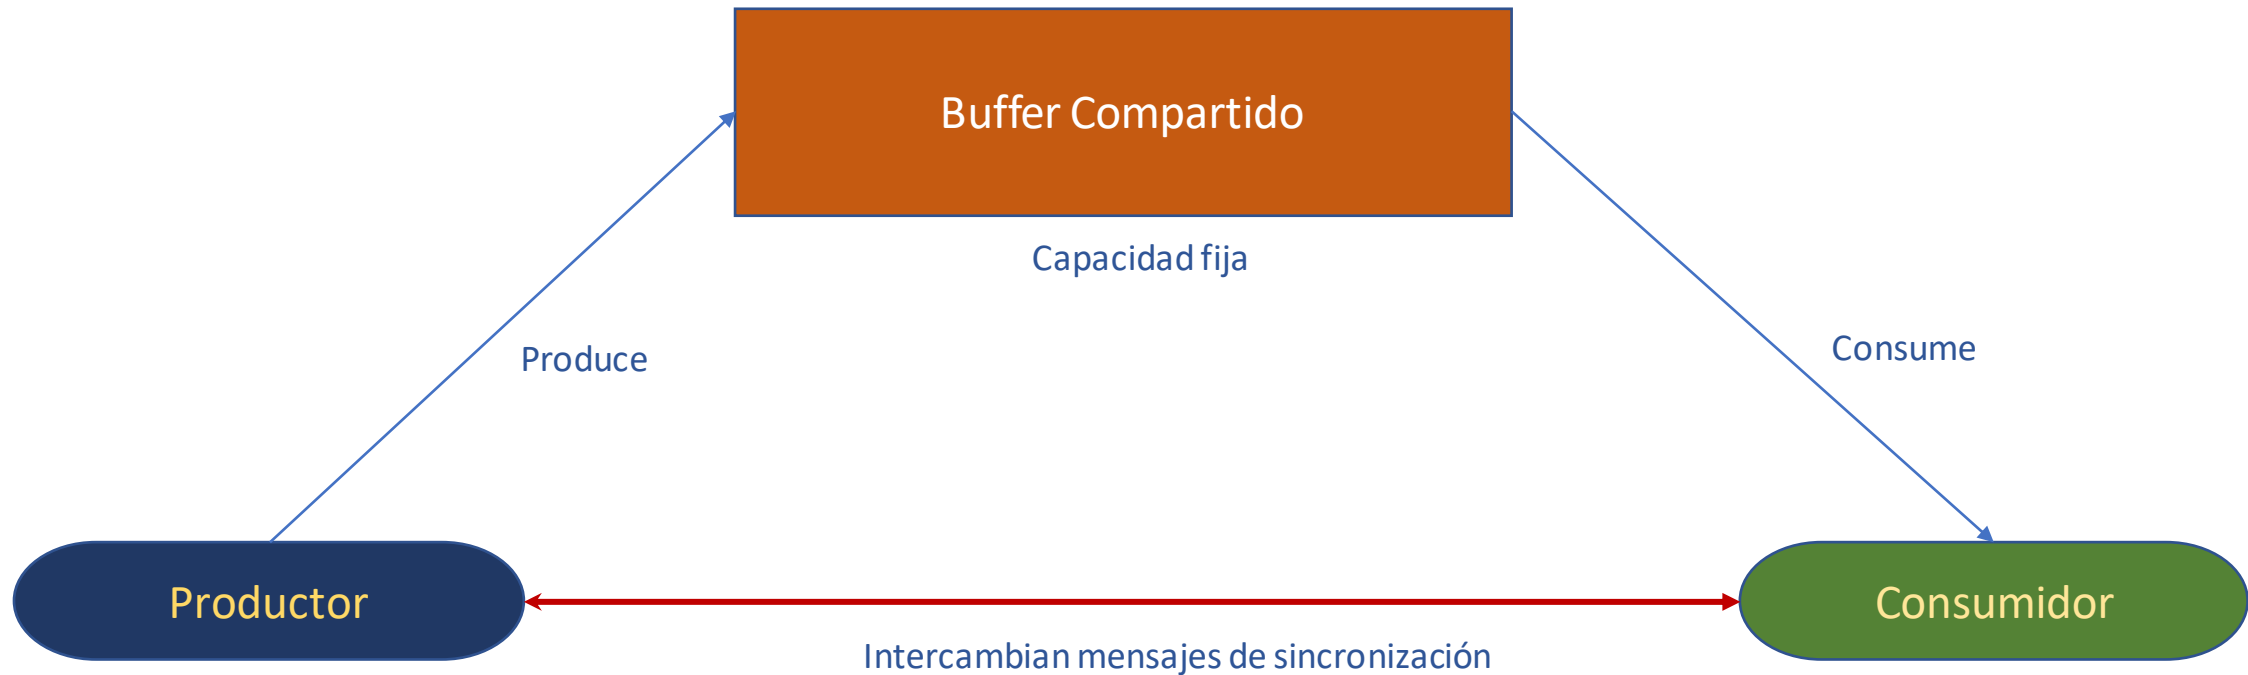 Buffer Compartido
Capacidad fija
Produce
Consume
Productor
Consumidor
Intercambian mensajes de sincronización